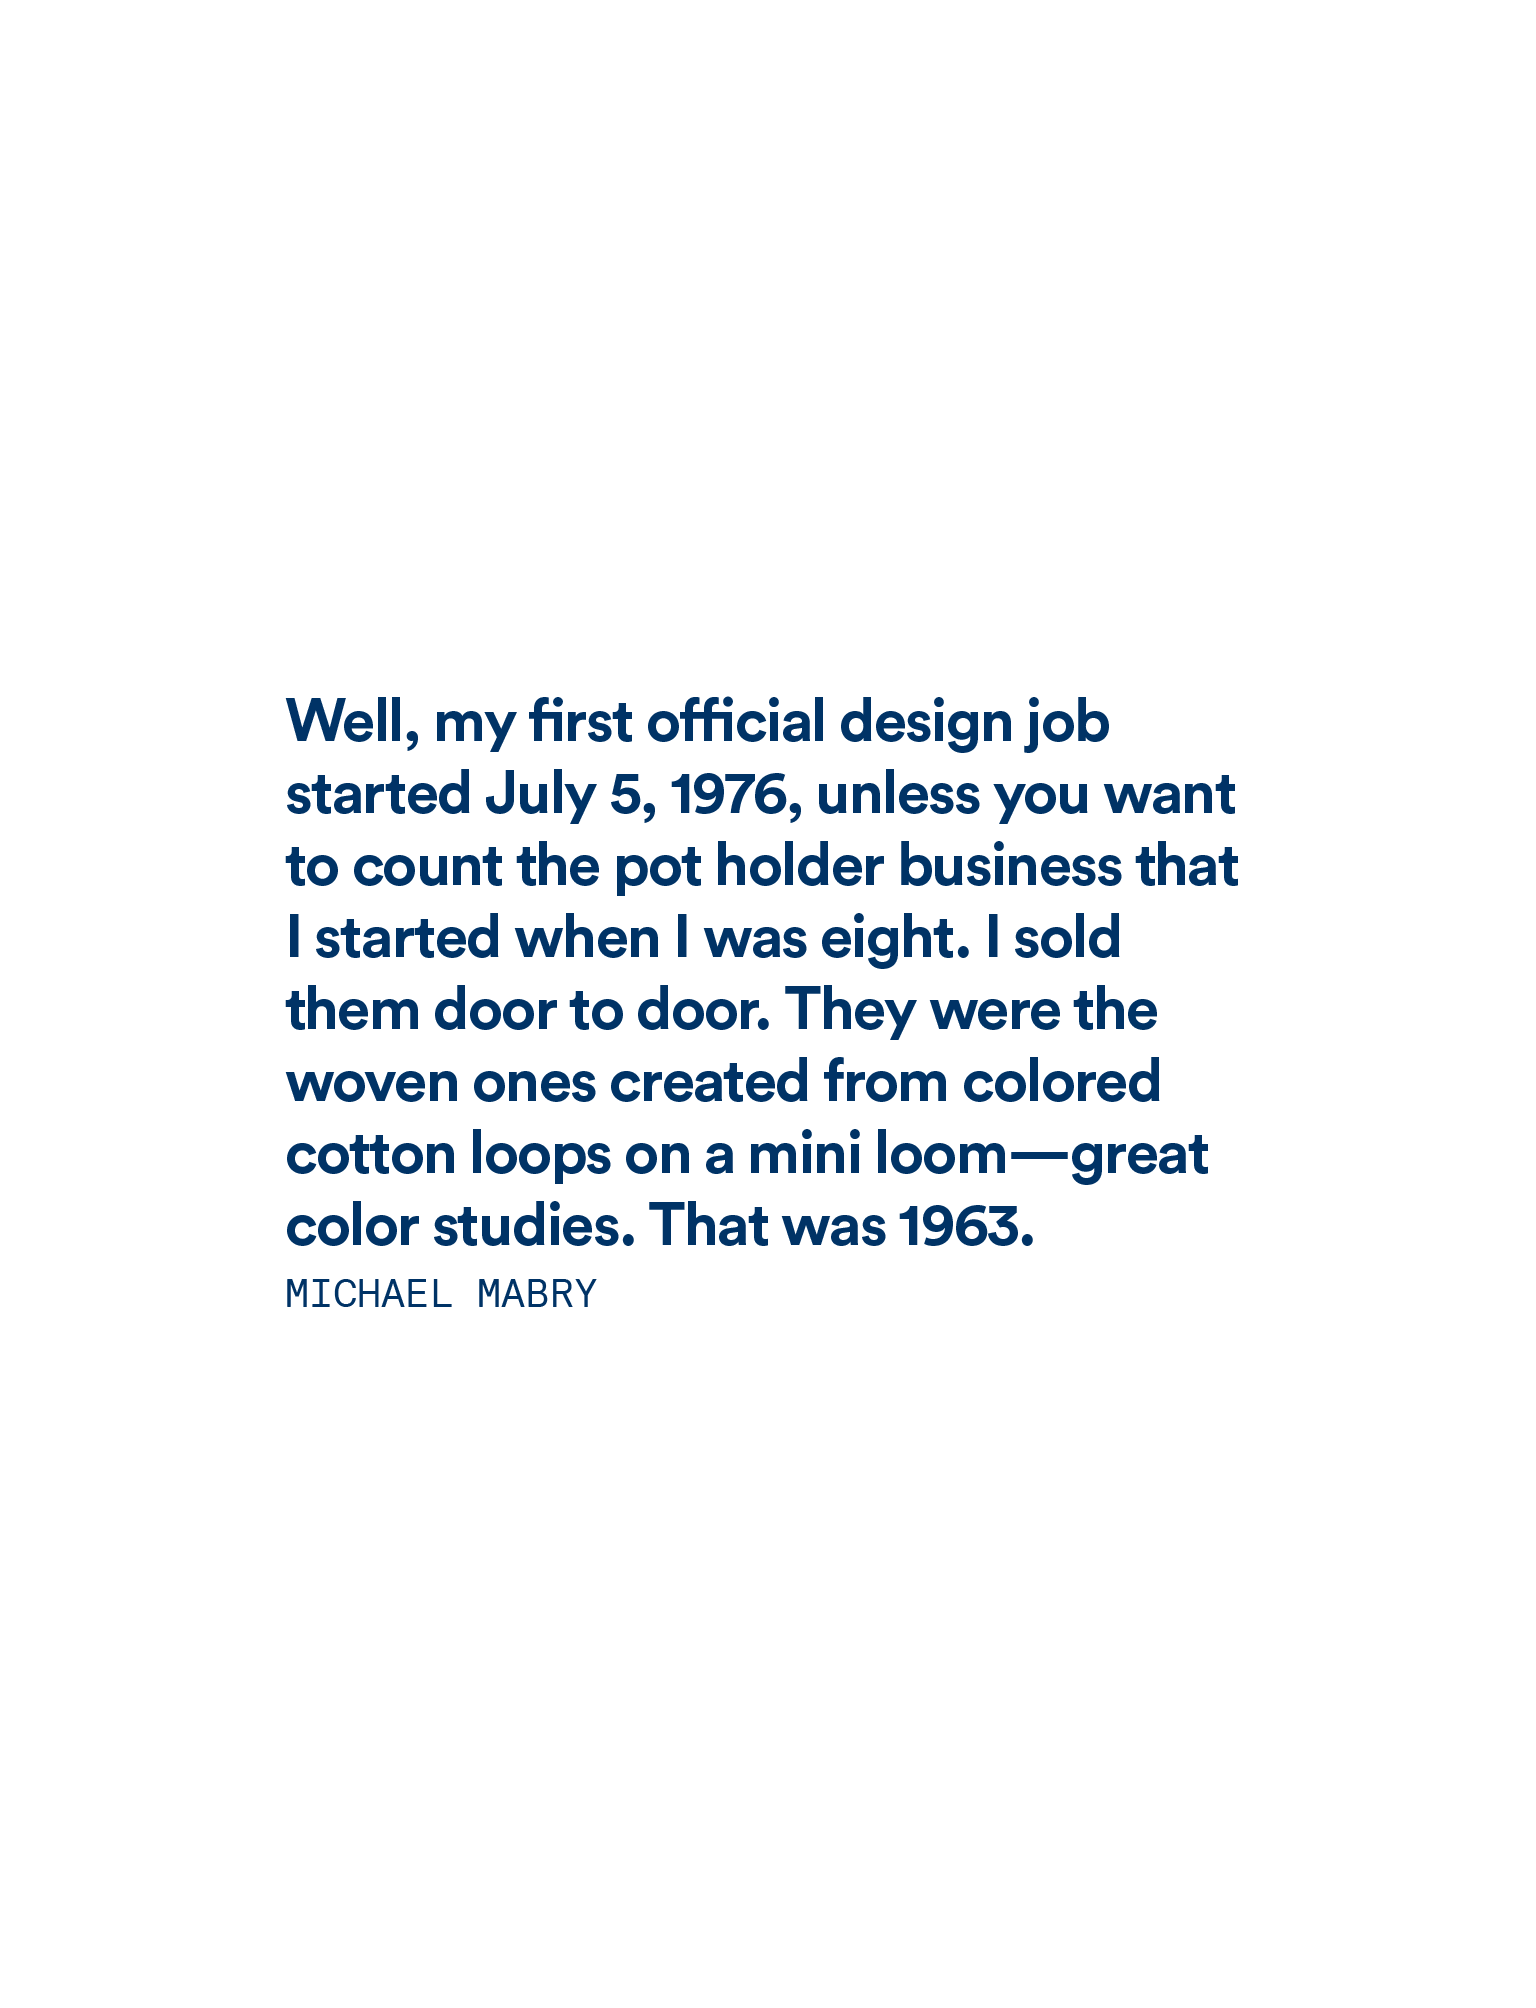 Well, my first official design job
started July 5, 1976, unless you want
to count the pot holder business that
I started when I was eight. I sold
them door to door. They were the
woven ones created from colored
cotton loops on a mini loom—great
color studies. That was 1963.
MICHAEL MABRY